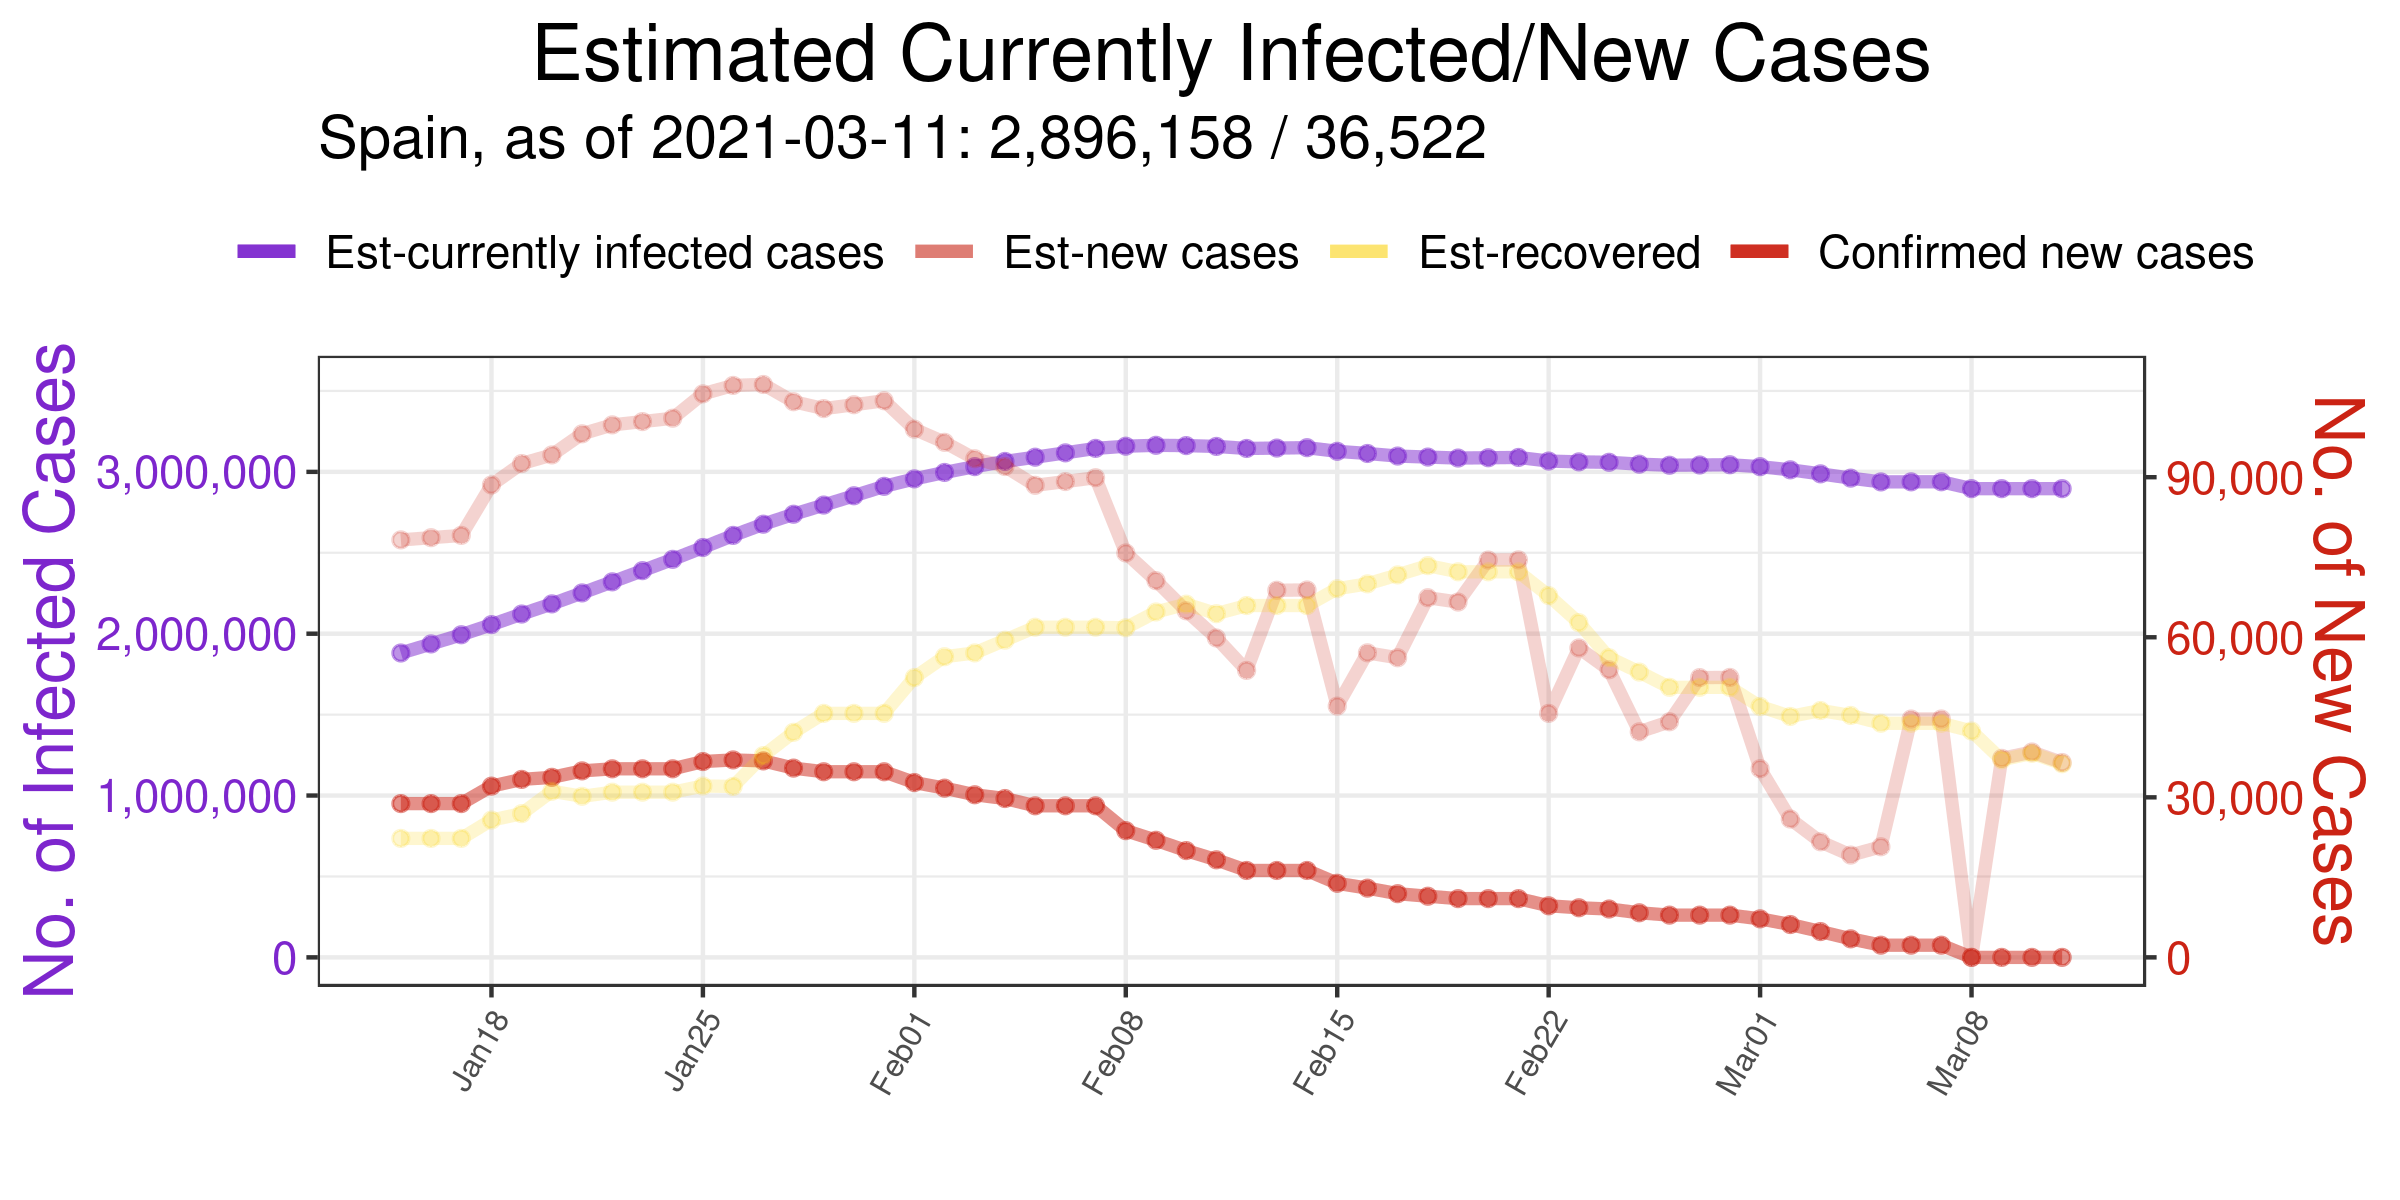 Estimated Currently Infected/New Cases
Spain, as of 2021-03-11: 2,896,158 / 36,522
Est-currently infected cases Est-new cases Est-recovered Confirmed new cases
No. of Infected Cases
3,000,000
2,000,000
1,000,000
0
90,000
60,000
30,000
0
No. of New Cases
Jan18 Jan25 Feb01 Feb08 Feb15 Feb22 Mar01 Mar08